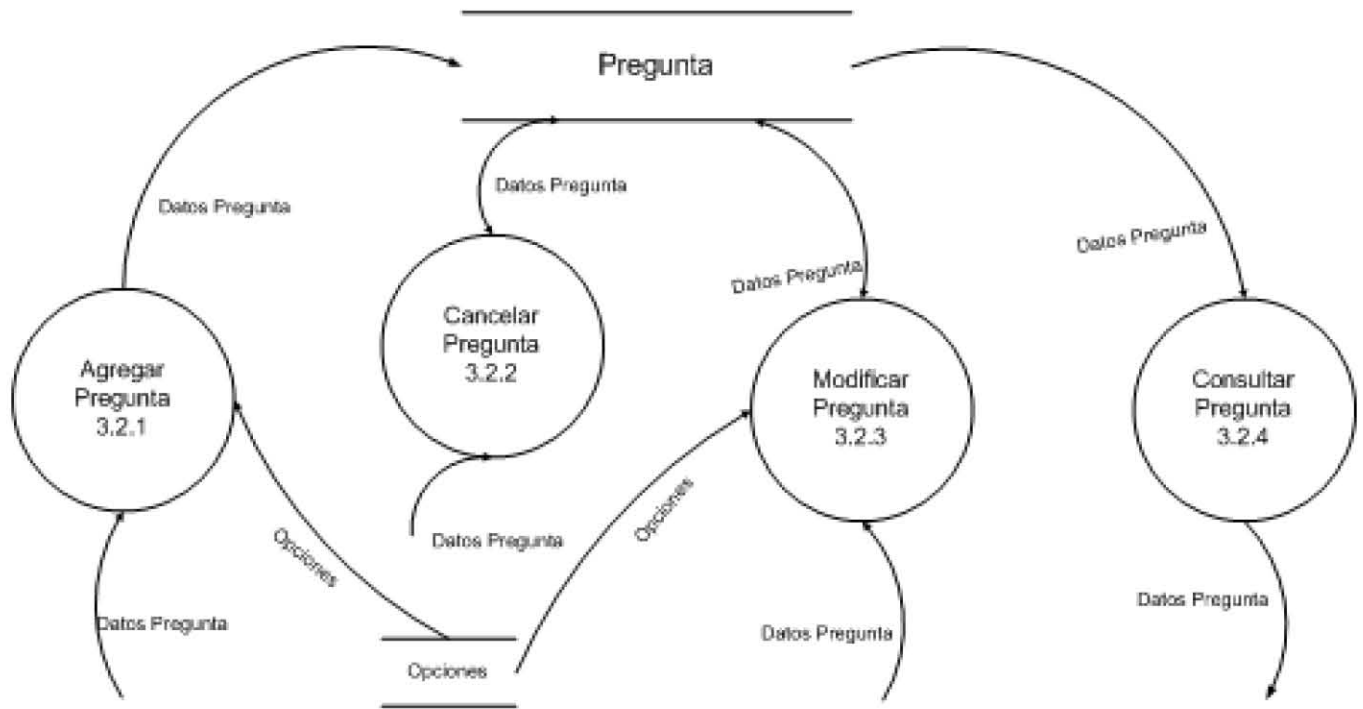 Pregunta
Datos Pregunta
Datos Pregunta
Datos Pregunta
Datos Pregunta
Agregar
Pregunta
3.2.1
Cancelar
Pregunta
3.2.2
Modificar
Pregunta
3.2.3
Consultar
Pregunta
3.2.4
Opciones
Datos Pregunta
Opciones
Datos Pregunta
Datos Pregunta
Datos Pregunta
Opciones